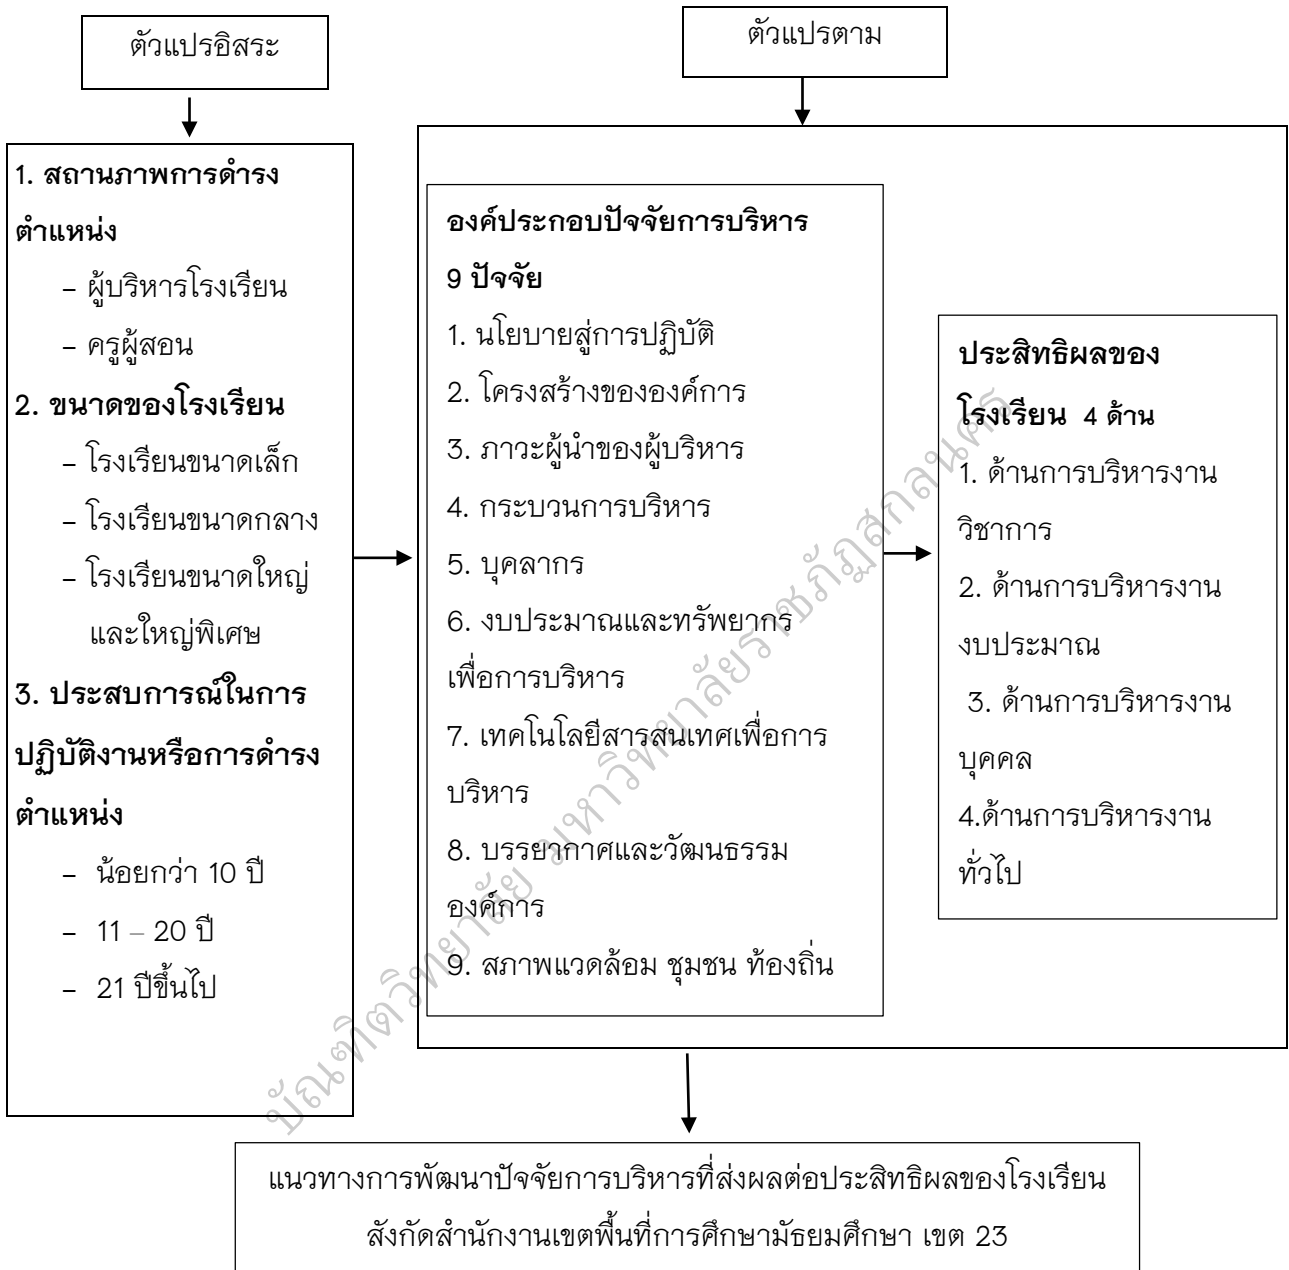 ตัวแปรอิสระ
ตัวแปรตาม
1. สถานภาพการดำรง
ตำแหน่ง
– ผู้บริหารโรงเรียน
– ครูผู้สอน
2. ขนาดของโรงเรียน
– โรงเรียนขนาดเล็ก
– โรงเรียนขนาดกลาง
– โรงเรียนขนาดใหญ่
และใหญ่พิเศษ
3. ประสบการณ์ในการ
ปฏิบัติงานหรือการดำรง
ตำแหน่ง
– น้อยกว่า 10 ปี
– 11 – 20 ปี
– 21 ปีขึ้นไป
องค์ประกอบปัจจัยการบริหาร
9 ปัจจัย
1. นโยบายสู่การปฏิบัติ
2. โครงสร้างขององค์การ
3. ภาวะผู้นำของผู้บริหาร
4. กระบวนการบริหาร
5. บุคลากร
6. งบประมาณและทรัพยากร
เพื่อการบริหาร
7. เทคโนโลยีสารสนเทศเพื่อการ
บริหาร
8. บรรยากาศและวัฒนธรรม
องค์การ
9. สภาพแวดล้อม ชุมชน ท้องถิ่น
ประสิทธิผลของ
โรงเรียน 4 ด้าน
1. ด้านการบริหารงาน
วิชาการ
2. ด้านการบริหารงาน
งบประมาณ
3. ด้านการบริหารงาน
บุคคล
4.ด้านการบริหารงาน
ทั่วไป
แนวทางการพัฒนาปัจจัยการบริหารที่ส่งผลต่อประสิทธิผลของโรงเรียน
สังกัดสำนักงานเขตพื้นที่การศึกษามัธยมศึกษา เขต 23
บัณฑิตวิทยาลัย มหาวิทยาลัยราชภัฏสกลนคร